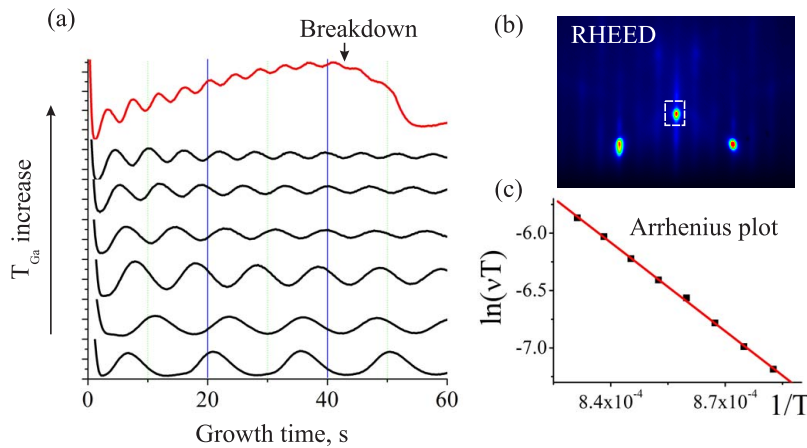 (a)
Breakdown
T_Ga increase
0
20
40
60
Growth time, s
(b)
RHEED
(c)
Arrhenius plot
ln(νT)
-6.0
-6.5
-7.0
8.4x10⁻⁴
8.7x10⁻⁴
1/T